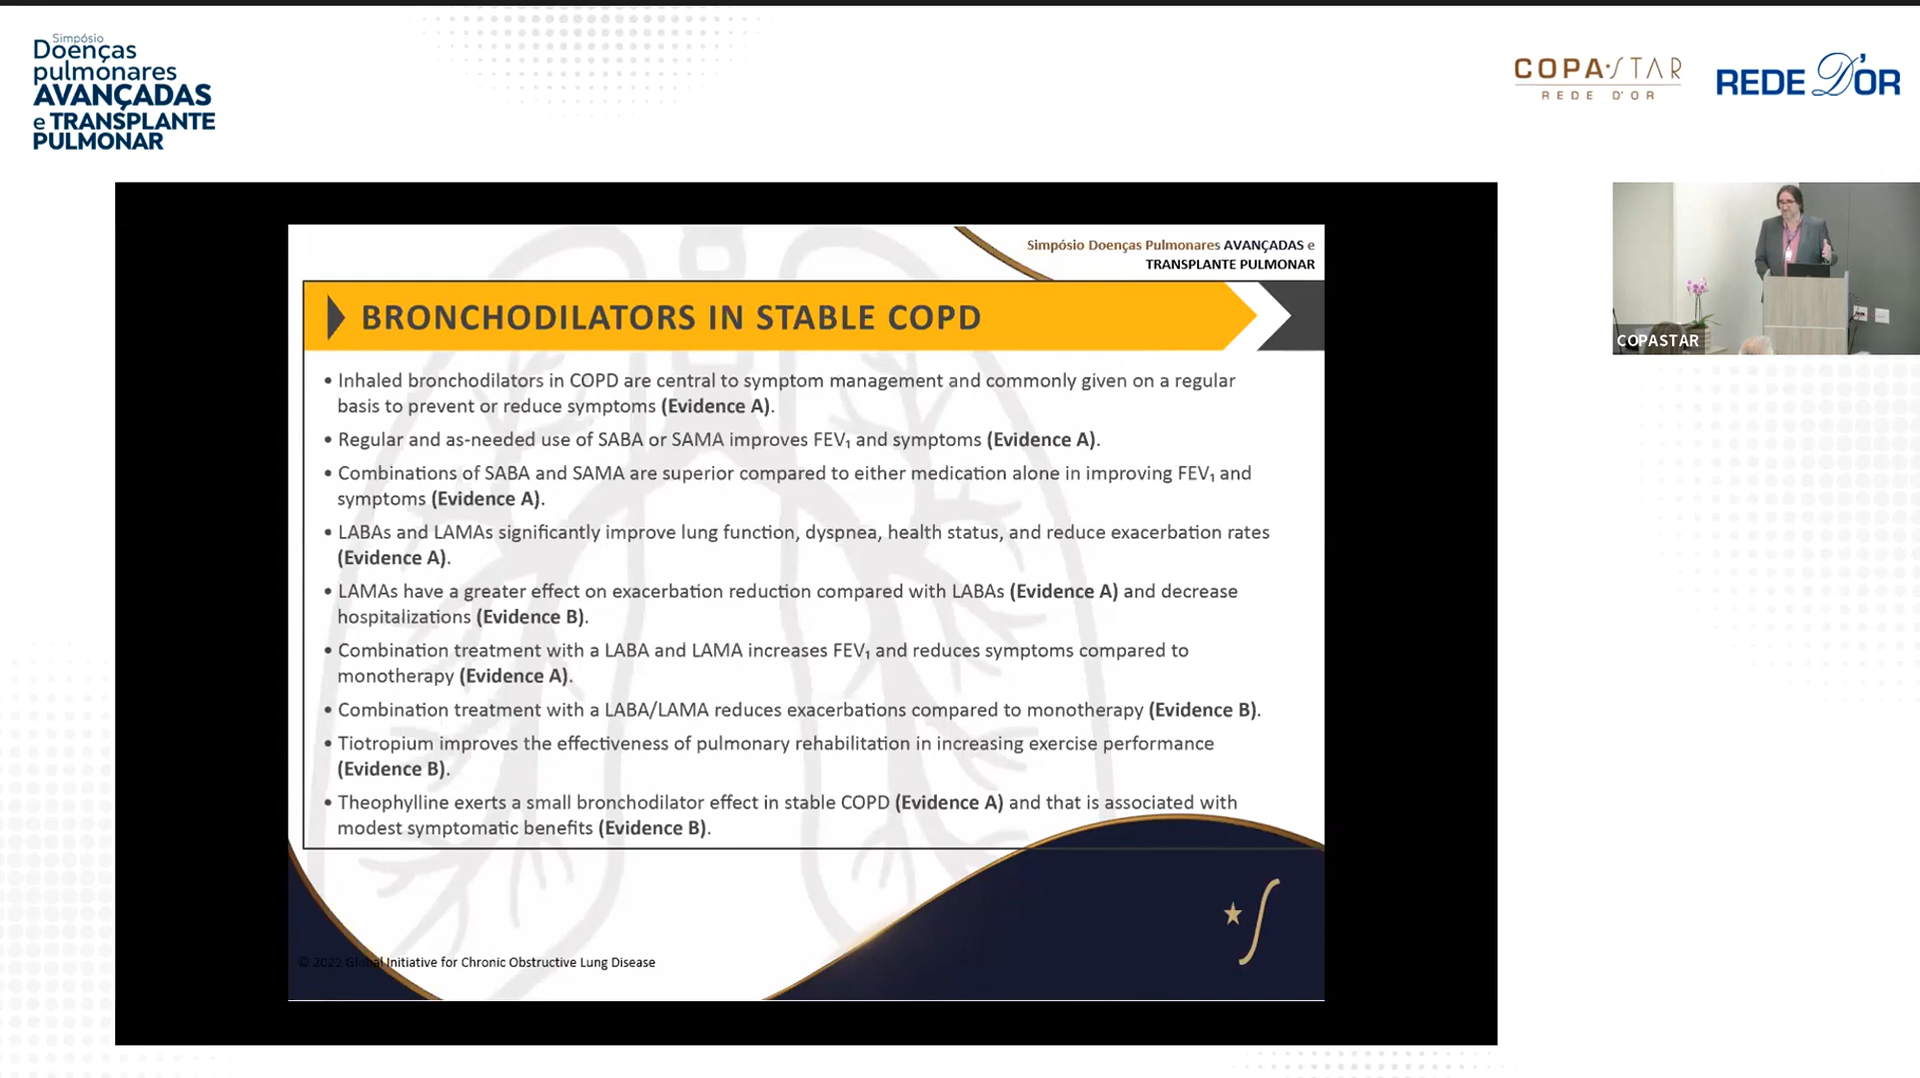 Simpósio
Doenças
pulmonares
AVANÇADAS
e TRANSPLANTE
PULMONAR
COPA STAR
REDE D'OR
REDE D'OR
Simpósio Doenças Pulmonares AVANÇADAS e
TRANSPLANTE PULMONAR
BRONCHODILATORS IN STABLE COPD
• Inhaled bronchodilators in COPD are central to symptom management and commonly given on a regular
basis to prevent or reduce symptoms (Evidence A).
• Regular and as-needed use of SABA or SAMA improves FEV₁ and symptoms (Evidence A).
• Combinations of SABA and SAMA are superior compared to either medication alone in improving FEV₁ and
symptoms (Evidence A).
• LABAs and LAMAs significantly improve lung function, dyspnea, health status, and reduce exacerbation rates
(Evidence A).
• LAMAs have a greater effect on exacerbation reduction compared with LABAs (Evidence A) and decrease
hospitalizations (Evidence B).
• Combination treatment with a LABA and LAMA increases FEV₁ and reduces symptoms compared to
monotherapy (Evidence A).
• Combination treatment with a LABA/LAMA reduces exacerbations compared to monotherapy (Evidence B).
• Tiotropium improves the effectiveness of pulmonary rehabilitation in increasing exercise performance
(Evidence B).
• Theophylline exerts a small bronchodilator effect in stable COPD (Evidence A) and that is associated with
modest symptomatic benefits (Evidence B).
© 2022 Global Initiative for Chronic Obstructive Lung Disease
COPASTAR